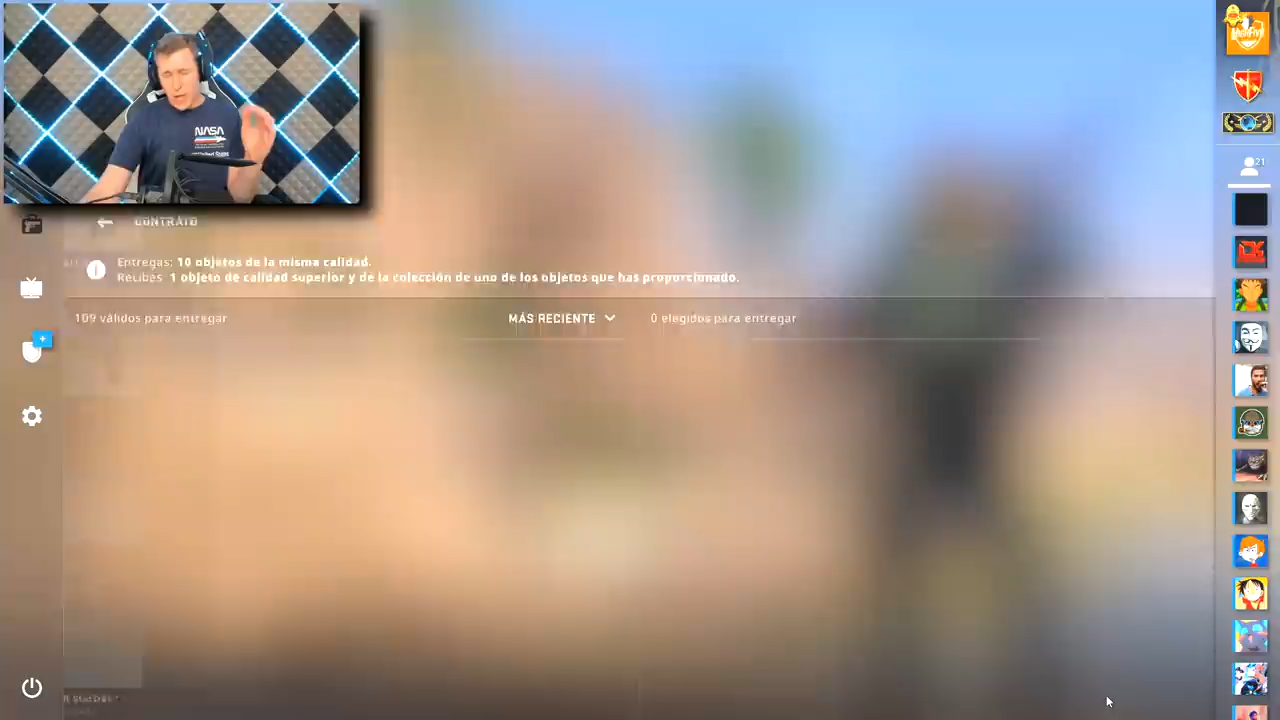 NASA
21
CONTRATO
Entregas: 10 objetos de la misma calidad.
Recibes: 1 objeto de calidad superior y de la colección de uno de los objetos que has proporcionado.
109 válidos para entregar
MÁS RECIENTE
0 elegidos para entregar